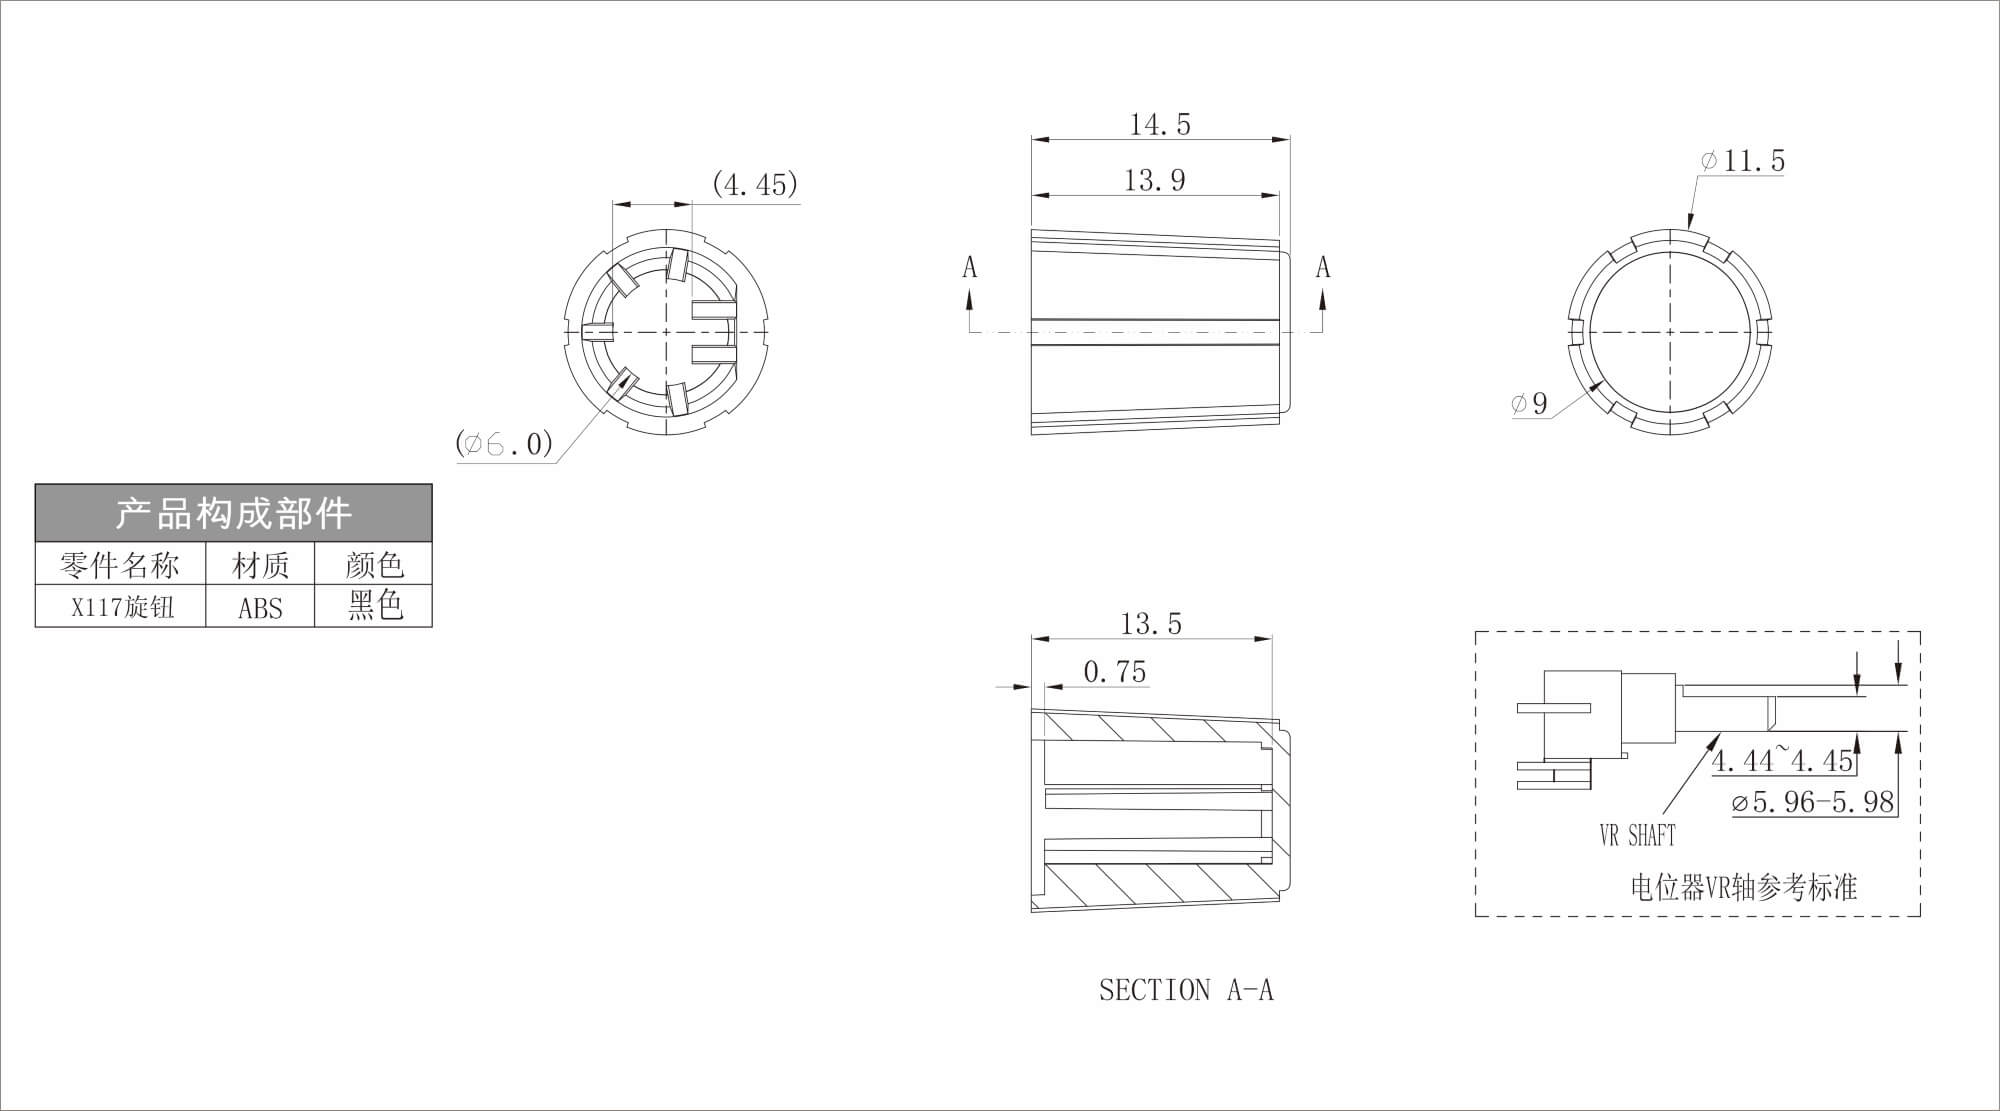 14.5
13.9
(4.45)
⌀11.5
A A
⌀9
(⌀6.0)
产品构成部件
零件名称 材质 颜色
X117旋钮 ABS 黑色
13.5
0.75
4.44~4.45
⌀5.96-5.98
VR SHAFT
电位器VR轴参考标准
SECTION A-A